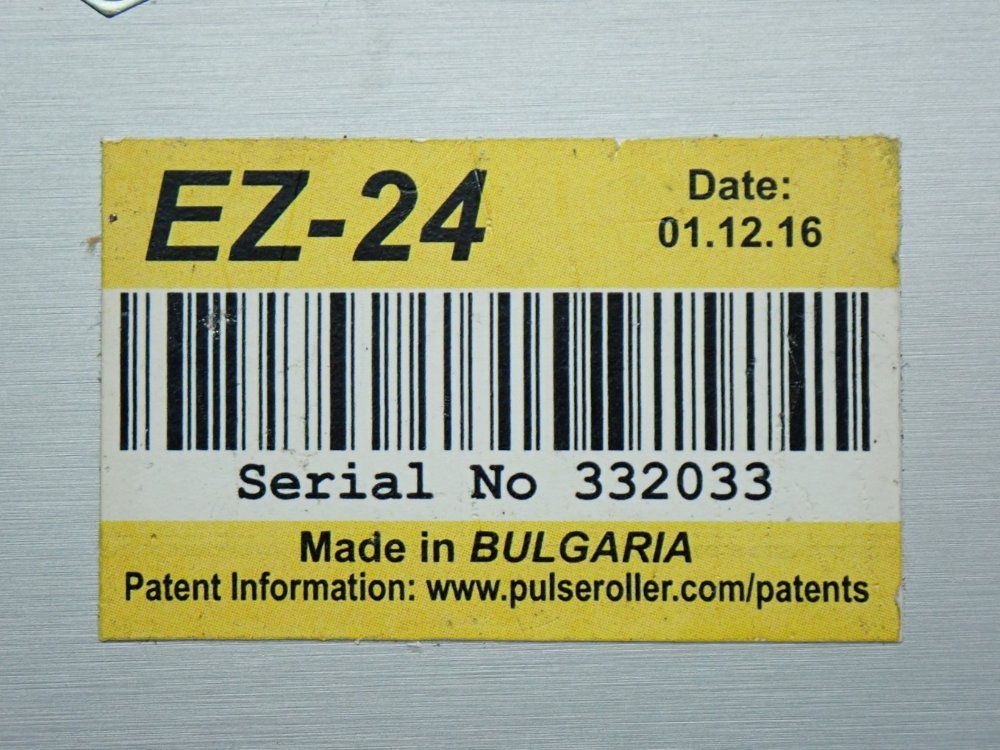 EZ-24
Date:
01.12.16
Serial No 332033
Made in BULGARIA
Patent Information: www.pulseroller.com/patents